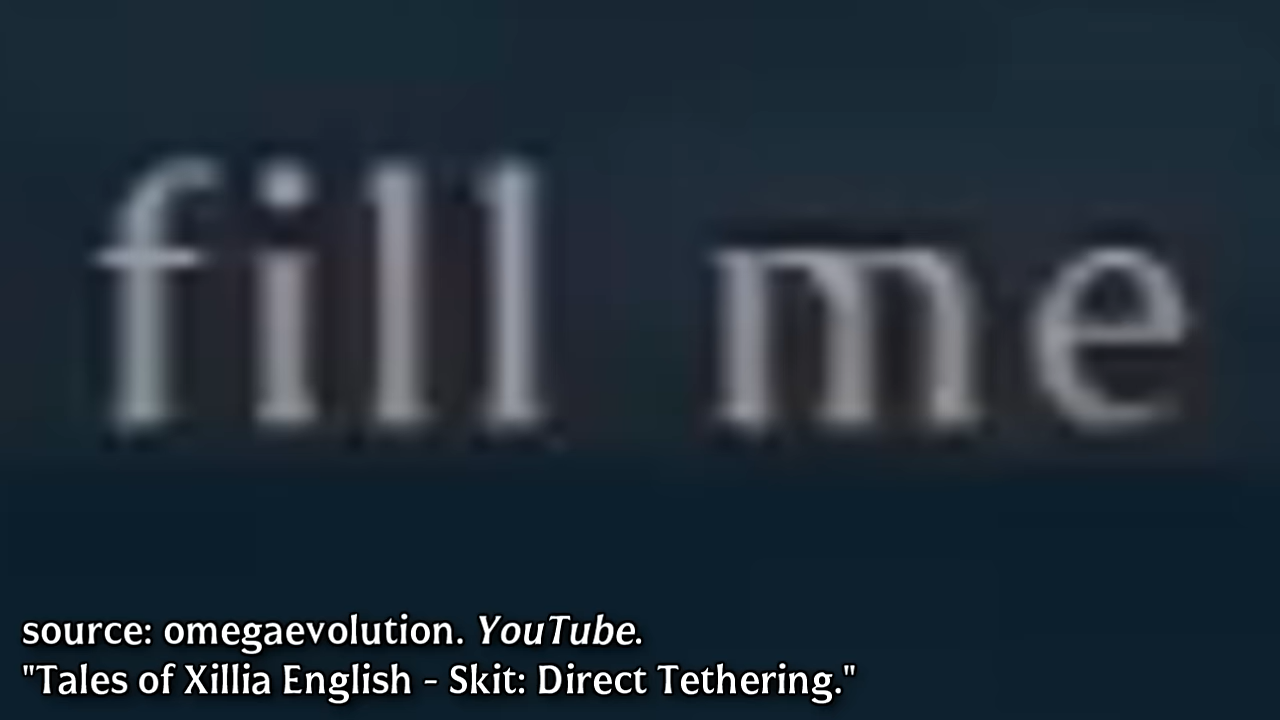 fill me
source: omegaevolution. YouTube.
"Tales of Xillia English - Skit: Direct Tethering."